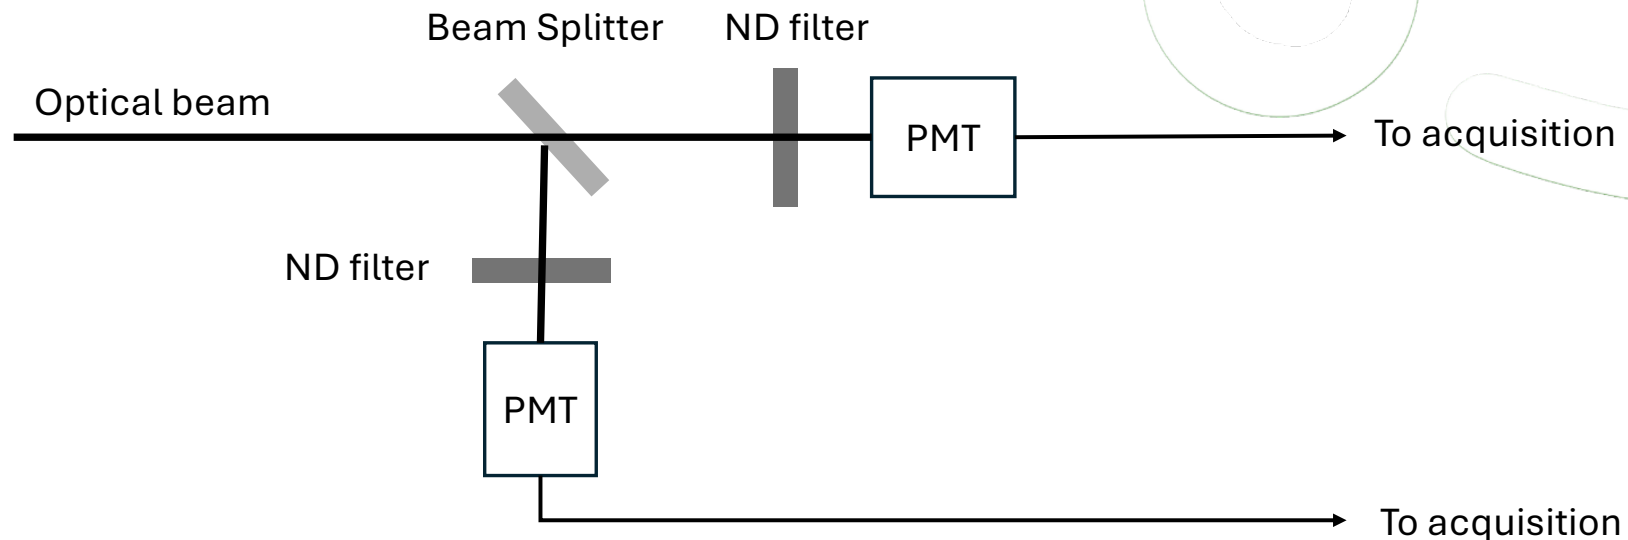 Beam Splitter
ND filter
Optical beam
PMT
To acquisition
ND filter
PMT
To acquisition